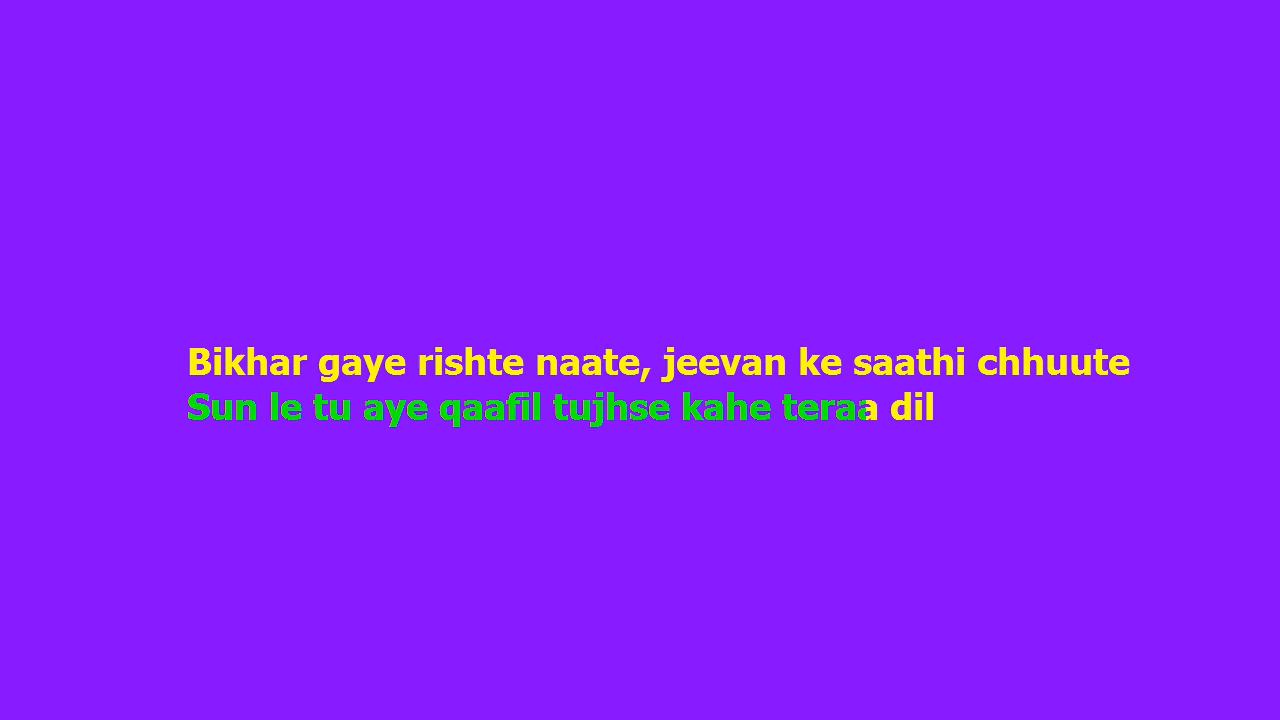 Bikhar gaye rishte naate, jeevan ke saathi chhuute
Sun le tu aye qaafil tujhse kahe teraa dil